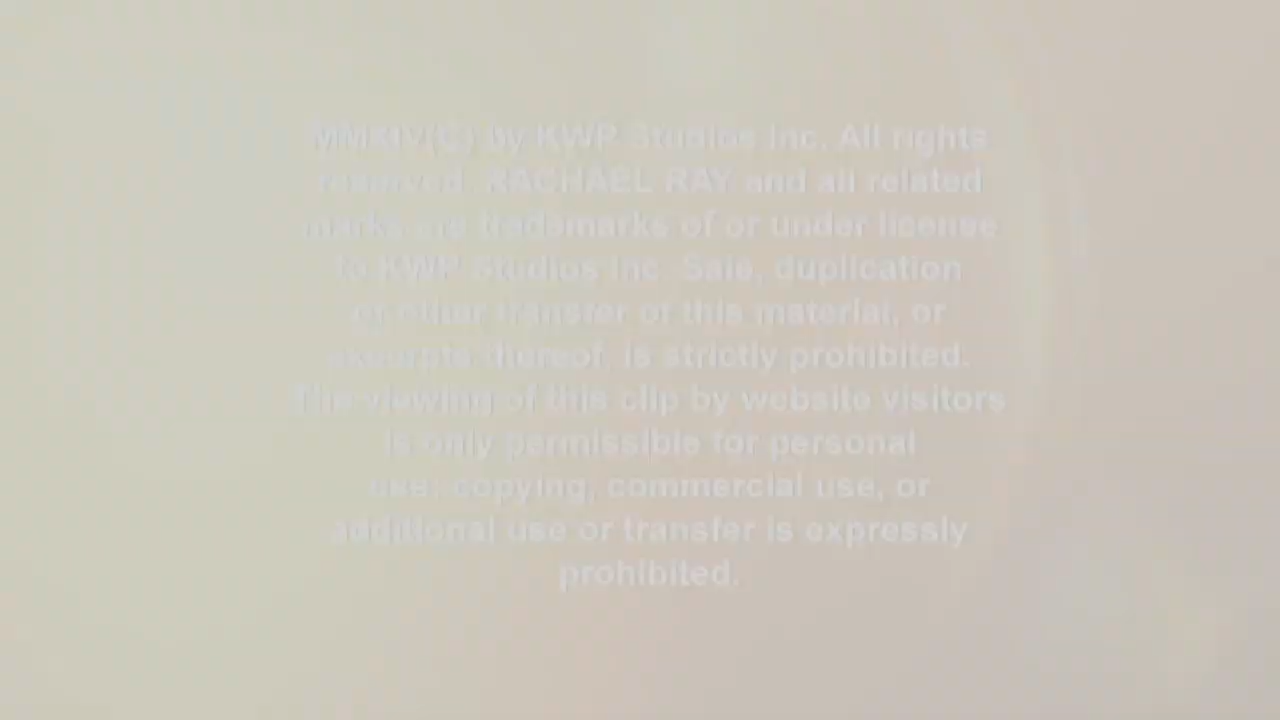 MMXIV(C) by KWP Studios Inc. All rights
reserved. RACHAEL RAY and all related
marks are trademarks of or under license
to KWP Studios Inc. Sale, duplication
or other transfer of this material, or
excerpts thereof, is strictly prohibited.
The viewing of this clip by website visitors
is only permissible for personal
use..copying, commercial use, or
additional use or transfer is expressly
prohibited.